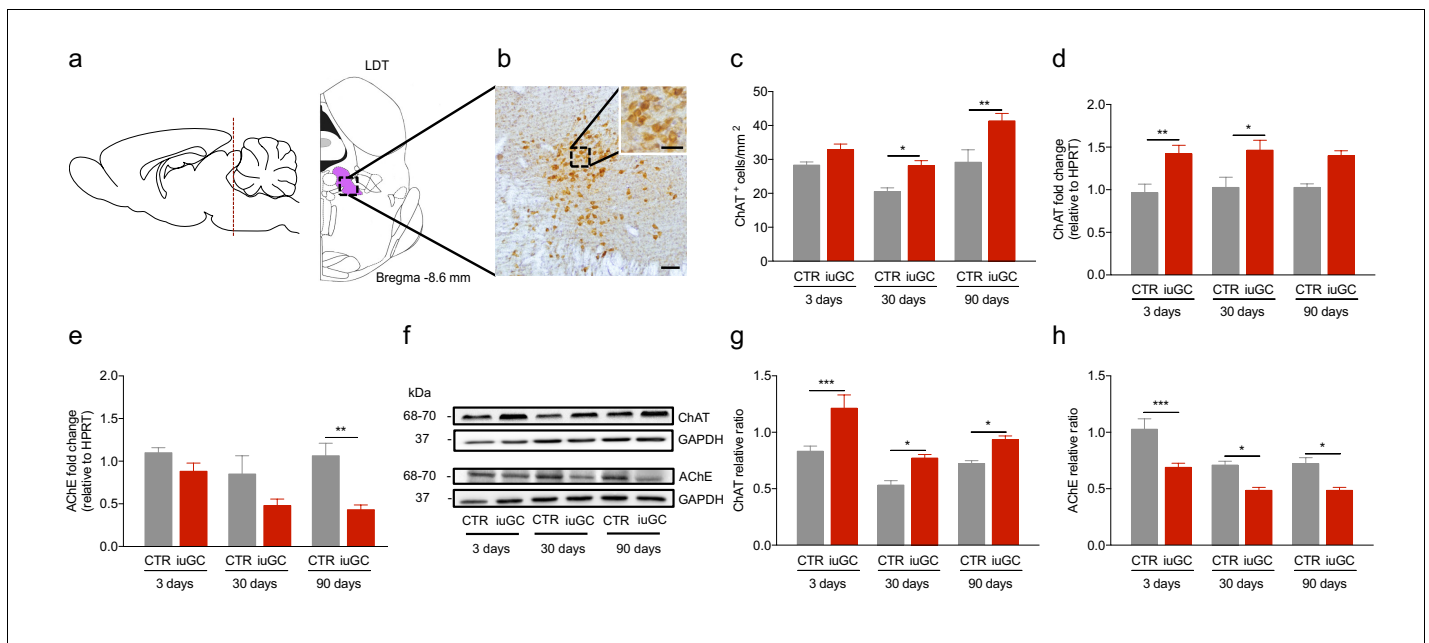 a
LDT
Bregma -8.6 mm
b
c
ChAT + cells/mm 2
50
40
30
20
10
0
** 
*
CTR iuGC CTR iuGC CTR iuGC
3 days 30 days 90 days
d
ChAT fold change
(relative to HPRT)
2.0
1.5
1.0
0.5
0.0
** *
CTR iuGC CTR iuGC CTR iuGC
3 days 30 days 90 days
e
AChE fold change
(relative to HPRT)
2.0
1.5
1.0
0.5
0.0
**
CTR iuGC CTR iuGC CTR iuGC
3 days 30 days 90 days
f
kDa
68-70 - ChAT
37 - GAPDH
68-70 - AChE
37 - GAPDH
CTR iuGC CTR iuGC CTR iuGC
3 days 30 days 90 days
g
ChAT relative ratio
1.5
1.0
0.5
0.0
***
* *
CTR iuGC CTR iuGC CTR iuGC
3 days 30 days 90 days
h
AChE relative ratio
1.5
1.0
0.5
0.0
***
* *
CTR iuGC CTR iuGC CTR iuGC
3 days 30 days 90 days